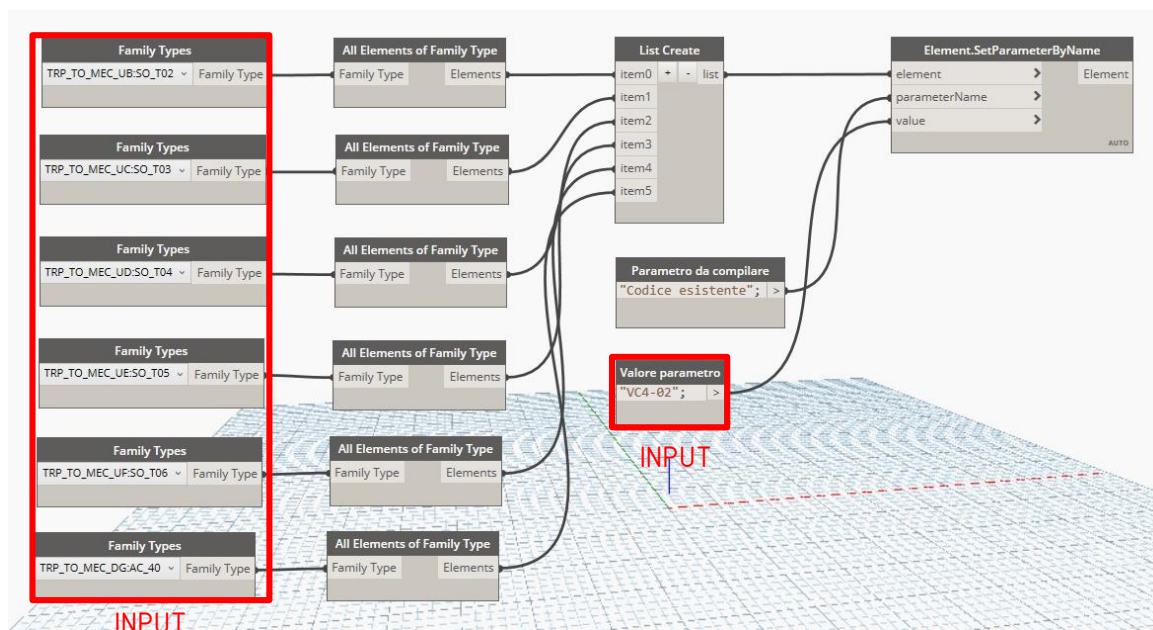 Family Types
TRP_TO_MEC_UB:SO_T02 Family Type
All Elements of Family Type
Family Type Elements
List Create
item0 + - list
item1
item2
item3
item4
item5
Element.SetParameterByName
element > Element
parameterName >
value >
AUTO
Family Types
TRP_TO_MEC_UC:SO_T03 Family Type
All Elements of Family Type
Family Type Elements
Family Types
TRP_TO_MEC_UD:SO_T04 Family Type
All Elements of Family Type
Family Type Elements
Parametro da compilare
"Codice esistente"; >
Family Types
TRP_TO_MEC_UE:SO_T05 Family Type
All Elements of Family Type
Family Type Elements
Valore parametro
"VC4-02"; >
INPUT
Family Types
TRP_TO_MEC_UF:SO_T06 Family Type
All Elements of Family Type
Family Type Elements
Family Types
TRP_TO_MEC_DG:AC_40 Family Type
All Elements of Family Type
Family Type Elements
INPUT